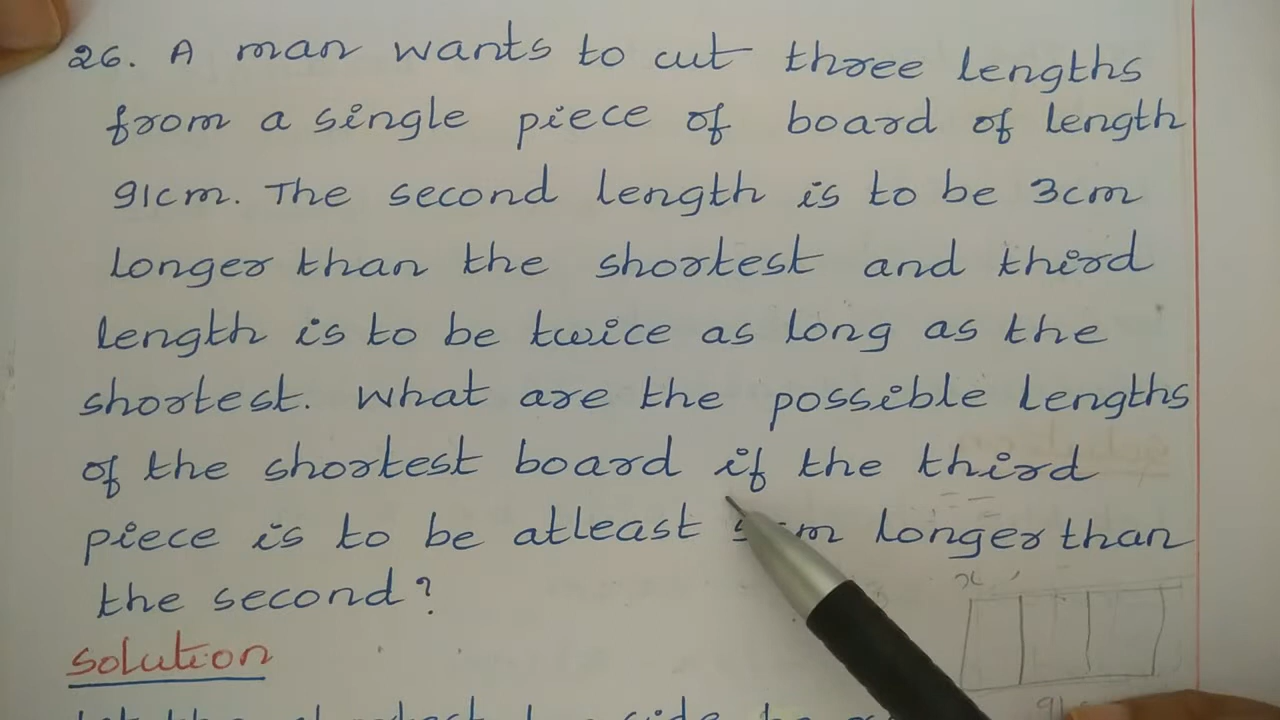 26. A man wants to cut three lengths
from a single piece of board of length
91cm. The second length is to be 3cm
longer than the shortest and third
length is to be twice as long as the
shortest. What are the possible lengths
of the shortest board if the third
piece is to be atleast longer than
the second?
x
Solution